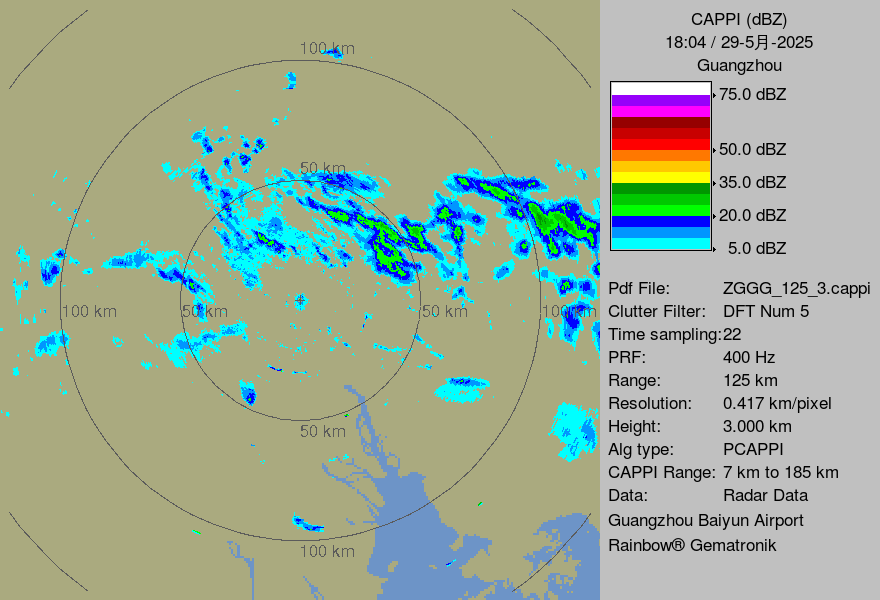 100 km
50 km
100 km
50 km
50 km
100 km
50 km
100 km
CAPPI (dBZ)
18:04 / 29-5月-2025
Guangzhou
75.0 dBZ
50.0 dBZ
35.0 dBZ
20.0 dBZ
5.0 dBZ
Pdf File: ZGGG_125_3.cappi
Clutter Filter: DFT Num 5
Time sampling:22
PRF: 400 Hz
Range: 125 km
Resolution: 0.417 km/pixel
Height: 3.000 km
Alg type: PCAPPI
CAPPI Range: 7 km to 185 km
Data: Radar Data
Guangzhou Baiyun Airport
Rainbow® Gematronik